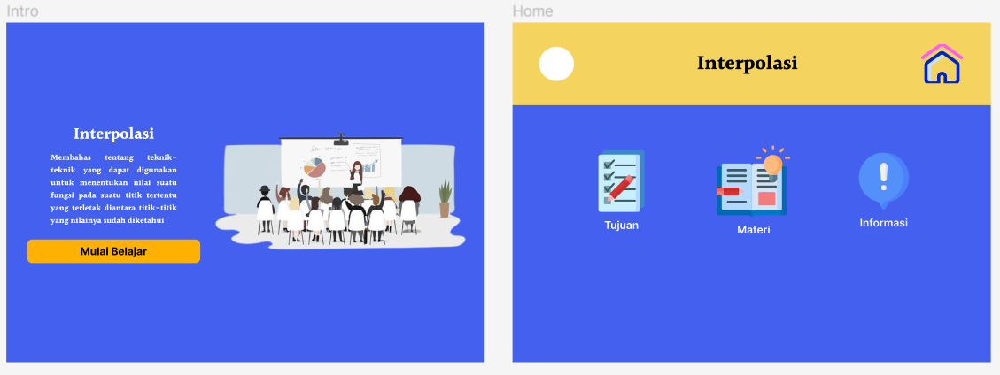 Intro
Home
Interpolasi
Membahas tentang teknik-
teknik yang dapat digunakan
untuk menentukan nilai suatu
fungsi pada suatu titik tertentu
yang terletak diantara titik-titik
yang nilainya sudah diketahui
Mulai Belajar
Interpolasi
Tujuan
Materi
Informasi